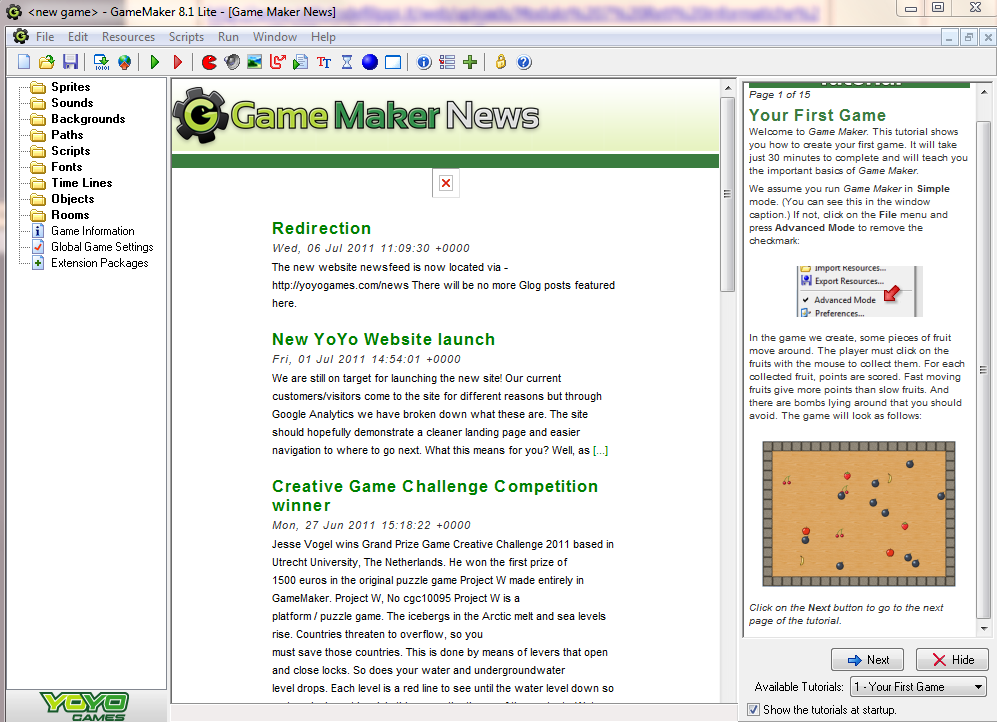 <new game> - GameMaker 8.1 Lite - [Game Maker News]
File Edit Resources Scripts Run Window Help
Sprites
Sounds
Backgrounds
Paths
Scripts
Fonts
Time Lines
Objects
Rooms
Game Information
Global Game Settings
Extension Packages
YOYO
GAMES
Game Maker News
Redirection
Wed, 06 Jul 2011 11:09:30 +0000
The new website newsfeed is now located via -
http://yoyogames.com/news There will be no more Glog posts featured
here.
New YoYo Website launch
Fri, 01 Jul 2011 14:54:01 +0000
We are still on target for launching the new site! Our current
customers/visitors come to the site for different reasons but through
Google Analytics we have broken down what these are. The site
should hopefully demonstrate a cleaner landing page and easier
navigation to where to go next. What this means for you? Well, as [...]
Creative Game Challenge Competition
winner
Mon, 27 Jun 2011 15:18:22 +0000
Jesse Vogel wins Grand Prize Game Creative Challenge 2011 based in
Utrecht University, The Netherlands. He won the first prize of
1500 euros in the original puzzle game Project W made entirely in
GameMaker. Project W, No cgc10095 Project W is a
platform / puzzle game. The icebergs in the Arctic melt and sea levels
rise. Countries threaten to overflow, so you
must save those countries. This is done by means of levers that open
and close locks. So does your water and undergroundwater
level drops. Each level is a red line to see until the water level down so
Page 1 of 15
Your First Game
Welcome to Game Maker. This tutorial shows
you how to create your first game. It will take
just 30 minutes to complete and will teach you
the important basics of Game Maker.
We assume you run Game Maker in Simple
mode. (You can see this in the window
caption.) If not, click on the File menu and
press Advanced Mode to remove the
checkmark:
Import Resources...
Export Resources...
Advanced Mode
Preferences...
In the game we create, some pieces of fruit
move around. The player must click on the
fruits with the mouse to collect them. For each
collected fruit, points are scored. Fast moving
fruits give more points than slow fruits. And
there are bombs lying around that you should
avoid. The game will look as follows:
Click on the Next button to go to the next
page of the tutorial.
Next Hide
Available Tutorials: 1 - Your First Game
Show the tutorials at startup.